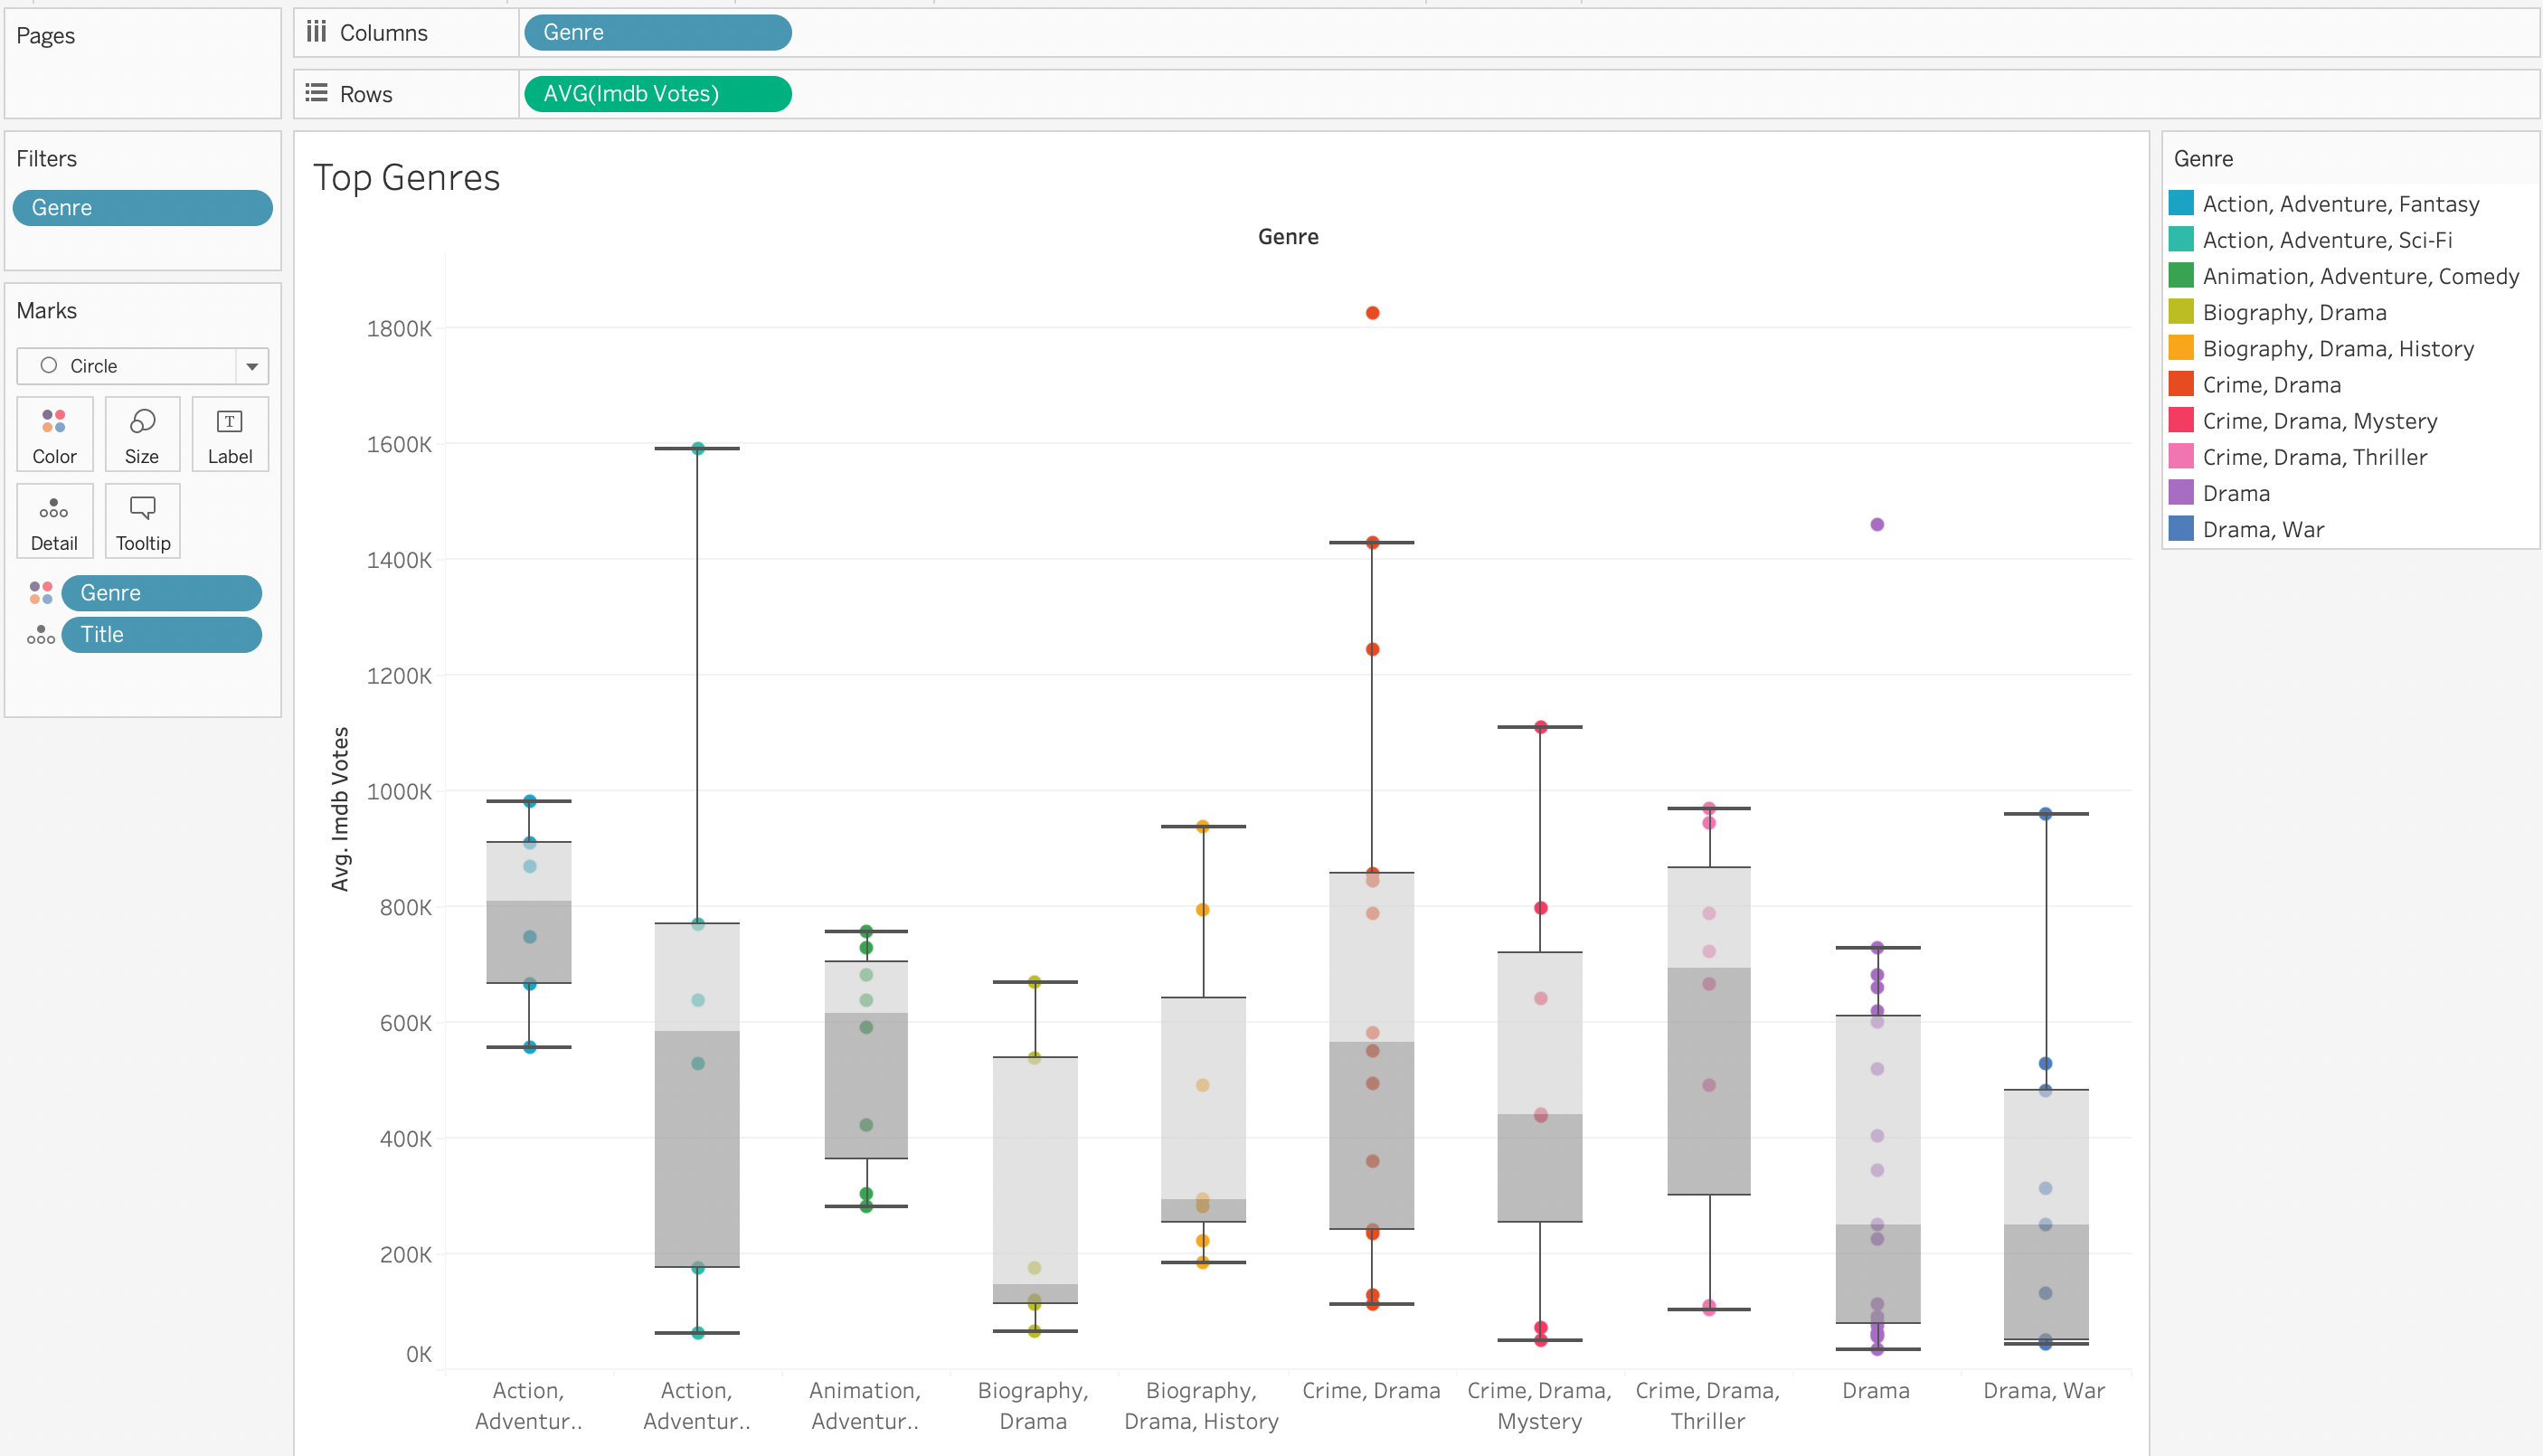 Pages
Columns
Genre
Rows
AVG(Imdb Votes)
Filters
Genre
Marks
Circle
Color
Size
Label
Detail
Tooltip
Genre
Title
Top Genres
Genre
Avg. Imdb Votes
1800K
1600K
1400K
1200K
1000K
800K
600K
400K
200K
0K
Action,
Adventur..
Action,
Adventur..
Animation,
Adventur..
Biography,
Drama
Biography,
Drama, History
Crime, Drama
Crime, Drama,
Mystery
Crime, Drama,
Thriller
Drama
Drama, War
Genre
Action, Adventure, Fantasy
Action, Adventure, Sci-Fi
Animation, Adventure, Comedy
Biography, Drama
Biography, Drama, History
Crime, Drama
Crime, Drama, Mystery
Crime, Drama, Thriller
Drama
Drama, War